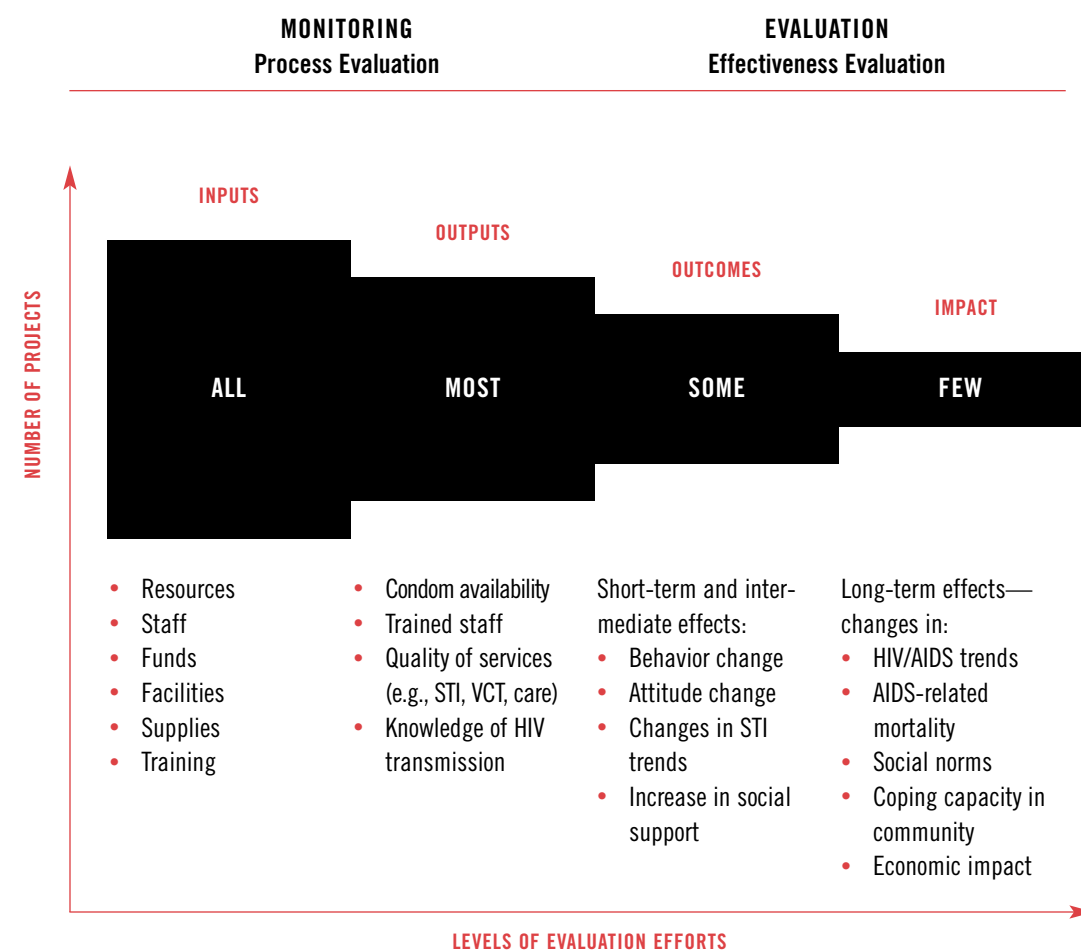 MONITORING
Process Evaluation
EVALUATION
Effectiveness Evaluation
NUMBER OF PROJECTS
INPUTS
OUTPUTS
OUTCOMES
IMPACT
ALL
MOST
SOME
FEW
• Resources
• Staff
• Funds
• Facilities
• Supplies
• Training
• Condom availability
• Trained staff
• Quality of services
(e.g., STI, VCT, care)
• Knowledge of HIV
transmission
Short-term and inter-
mediate effects:
• Behavior change
• Attitude change
• Changes in STI
trends
• Increase in social
support
Long-term effects—
changes in:
• HIV/AIDS trends
• AIDS-related
mortality
• Social norms
• Coping capacity in
community
• Economic impact
LEVELS OF EVALUATION EFFORTS